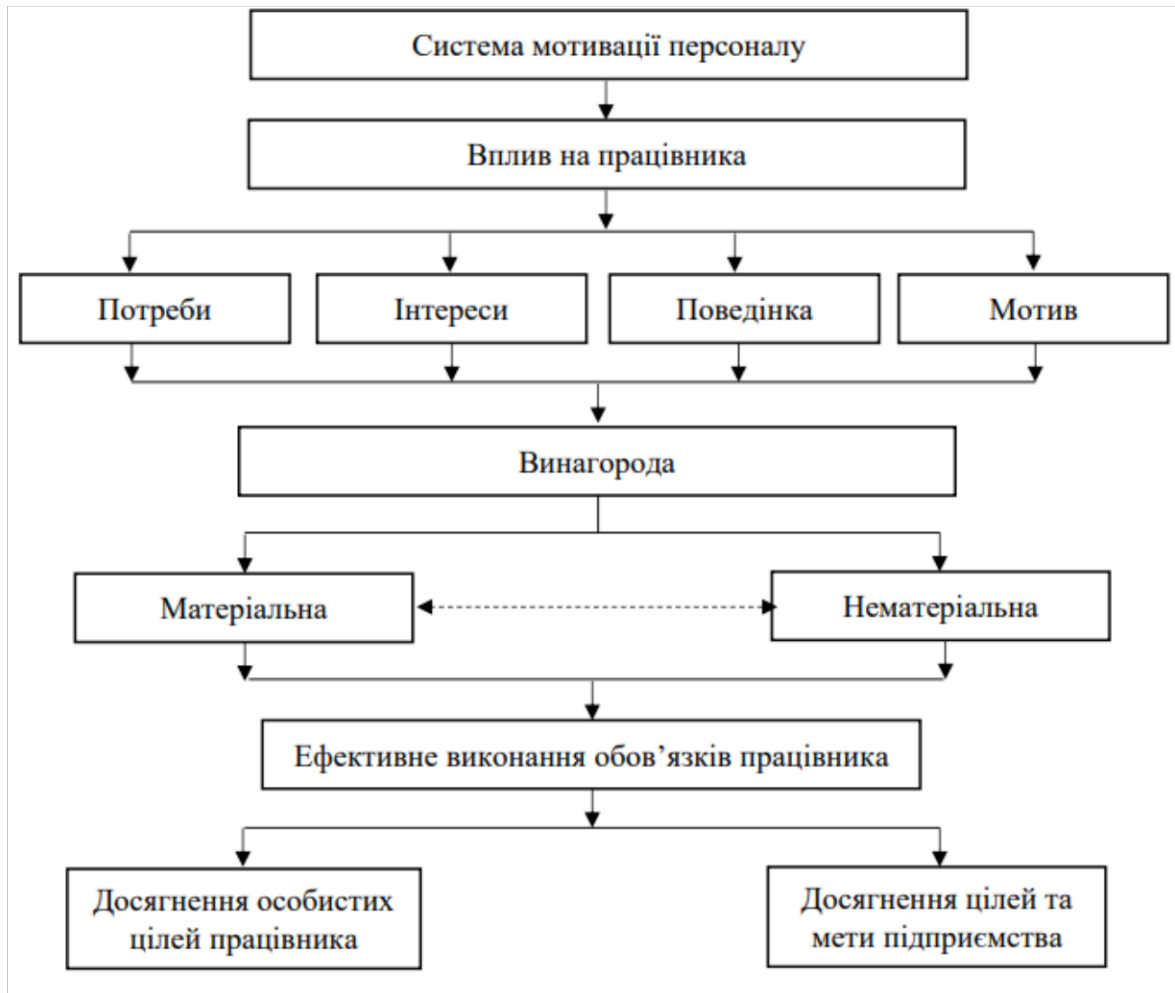 Система мотивації персоналу
Вплив на працівника
Потреби
Інтереси
Поведінка
Мотив
Винагорода
Матеріальна
Нематеріальна
Ефективне виконання обов’язків працівника
Досягнення особистих
цілей працівника
Досягнення цілей та
мети підприємства